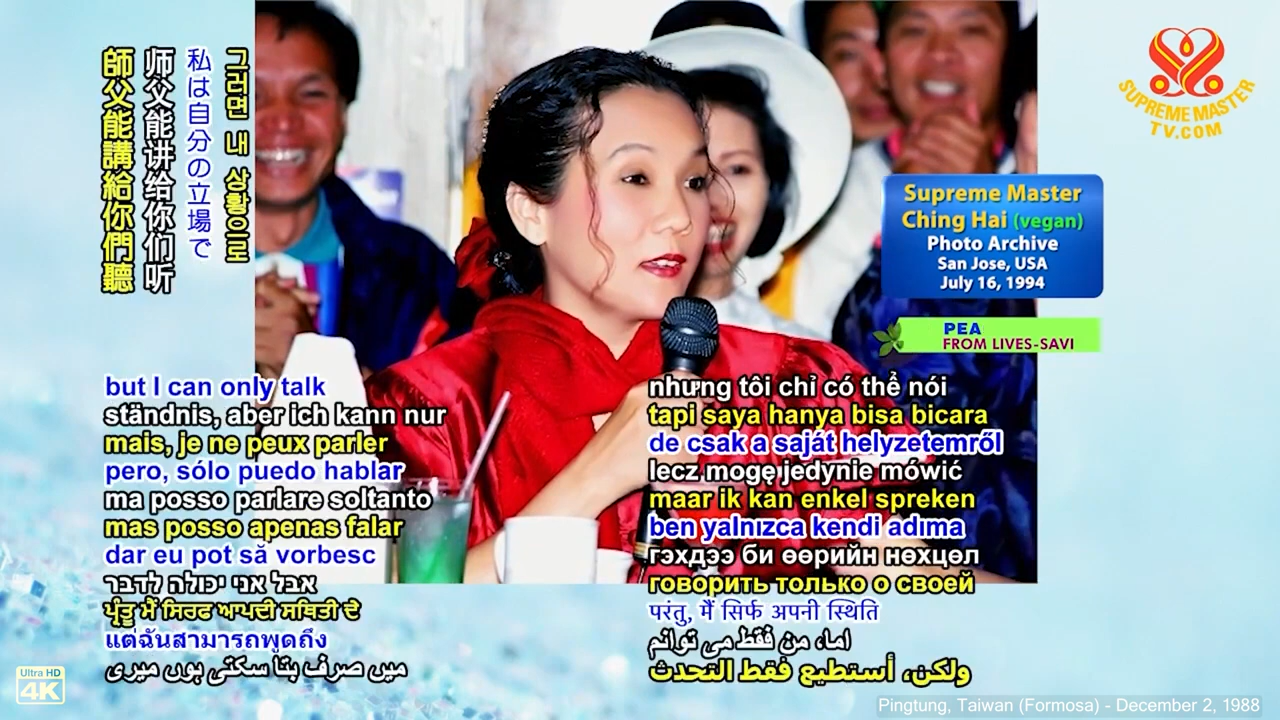 師父能講給你們聽
师父能讲给你们听
私は自分の立場で
그러면 내 상황으로
SUPREME MASTER
TV.COM
Supreme Master
Ching Hai (vegan)
Photo Archive
San Jose, USA
July 16, 1994
PEA
FROM LIVES-SAVI
but I can only talk
ständnis, aber ich kann nur
mais, je ne peux parler
pero, sólo puedo hablar
ma posso parlare soltanto
mas posso apenas falar
dar eu pot să vorbesc
אבל אני יכולה לדבר
ਪ੍ਰੰਤੂ ਮੈਂ ਸਿਰਫ ਆਪਣੀ ਸਥਿਤੀ ਦੇ
แต่ฉันสามารถพูดถึง
میں صرف بتا سکتی ہوں میری
nhưng tôi chỉ có thể nói
tapi saya hanya bisa bicara
de csak a saját helyzetemről
lecz mogę jedynie mówić
maar ik kan enkel spreken
ben yalnızca kendi adıma
гэхдээ би өөрийн нөхцөл
говорить только о своей
परंतु, मैं सिर्फ अपनी स्थिति
اما، من فقط می توانم
ولكن، أستطيع فقط التحدث
Ultra HD
4K
Pingtung, Taiwan (Formosa) - December 2, 1988